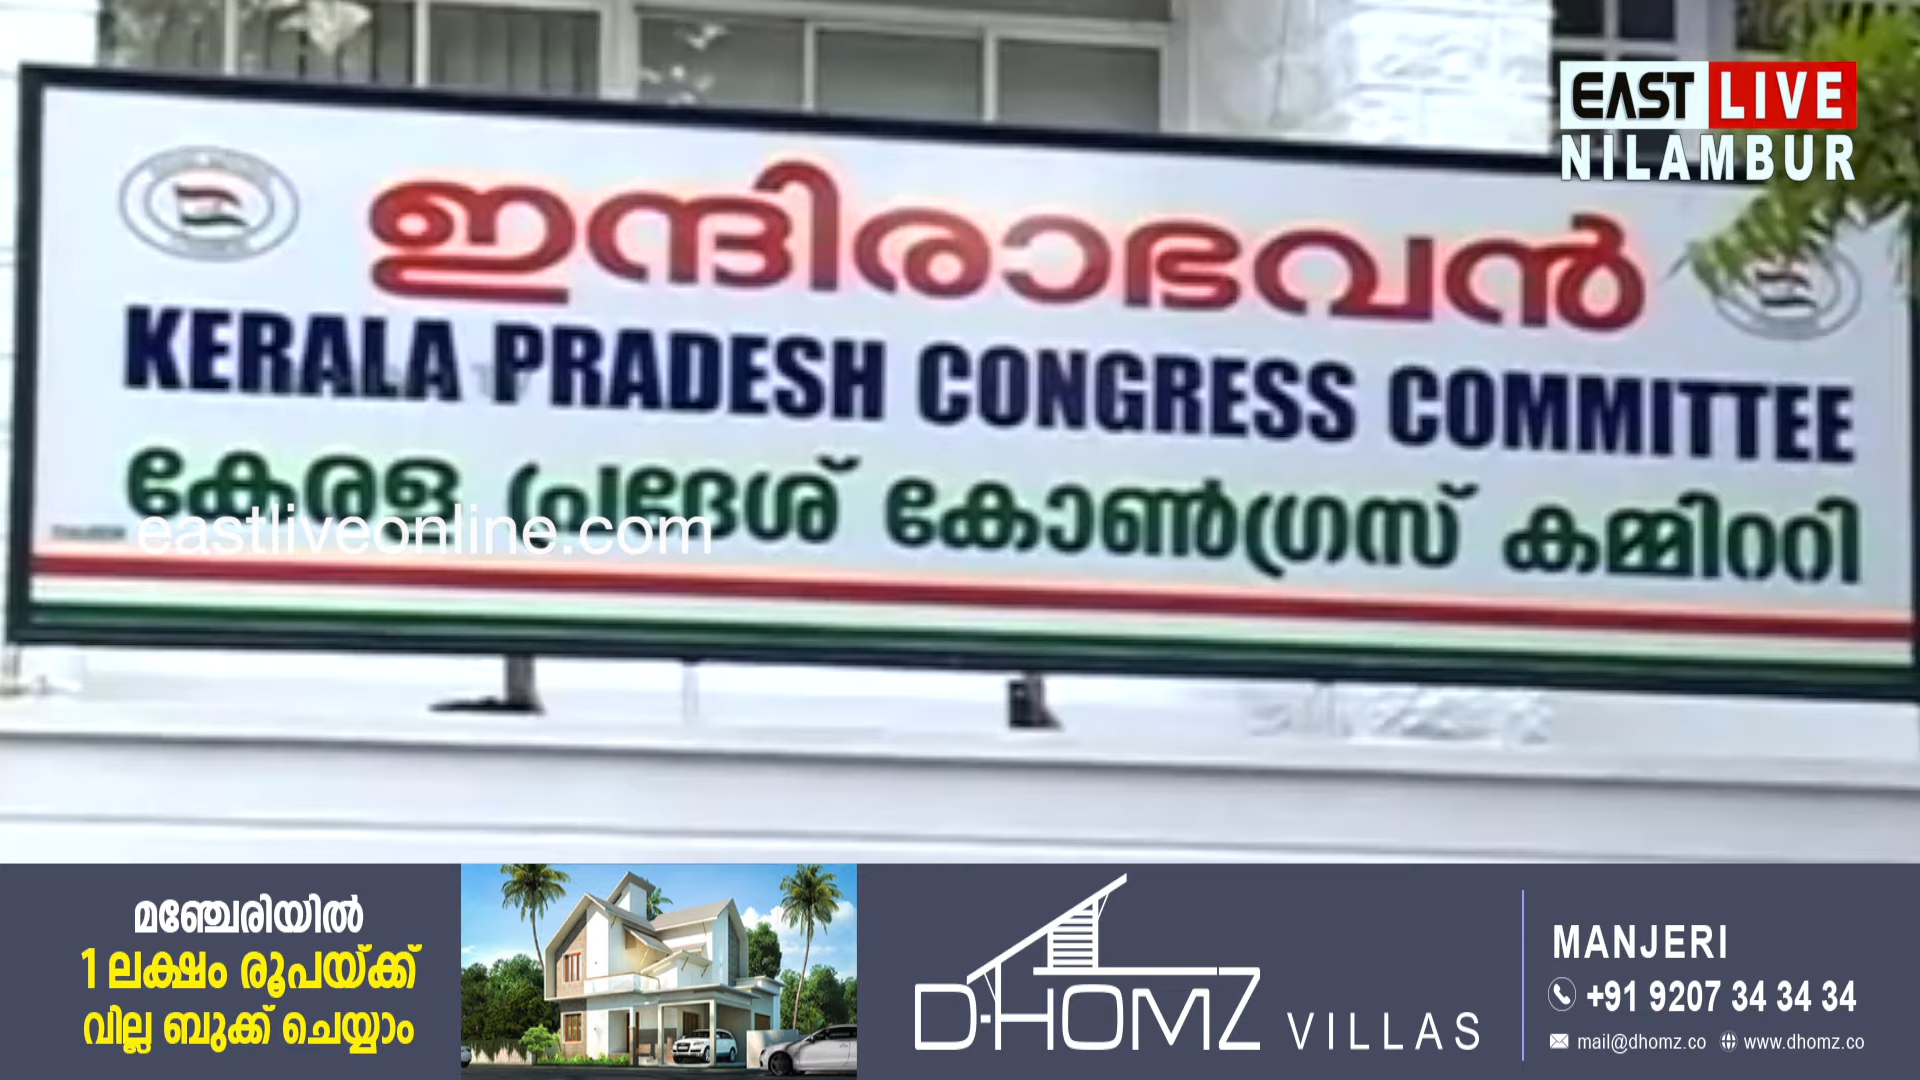 EAST LIVE
NILAMBUR
ഇന്ദിരാഭവൻ
KERALA PRADESH CONGRESS COMMITTEE
കേരള പ്രദേശ് കോൺഗ്രസ് കമ്മിററി
eastliveonline.com
മഞ്ചേരിയിൽ
1 ലക്ഷം രൂപയ്ക്ക്
വില്ല ബുക്ക് ചെയ്യാം
D-HOMZ VILLAS
MANJERI
+91 9207 34 34 34
mail@dhomz.co www.dhomz.co